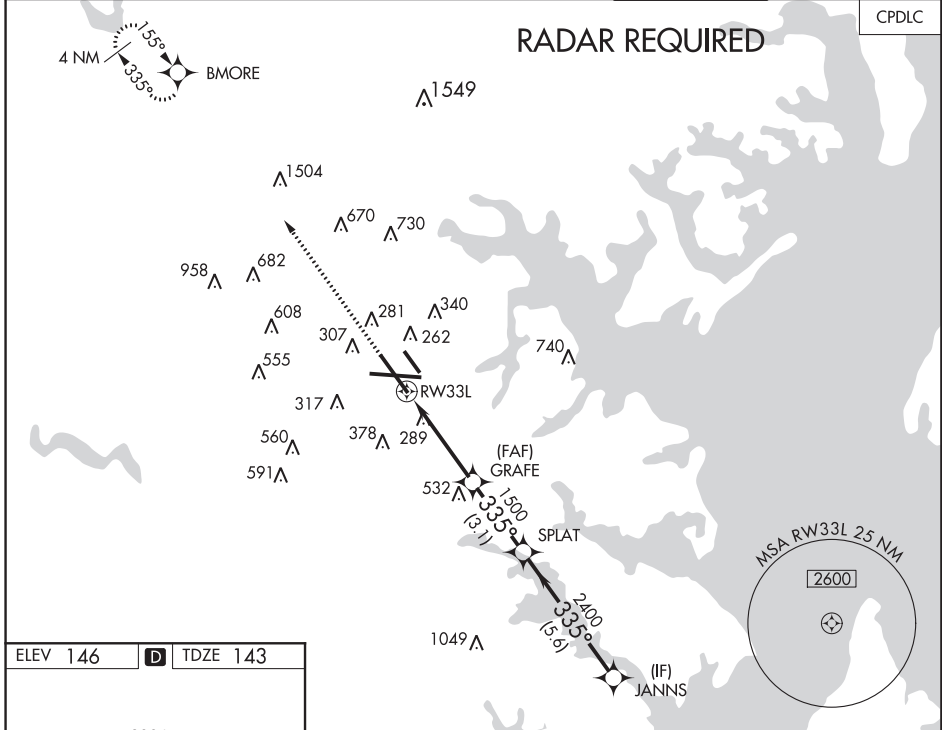 CPDLC
RADAR REQUIRED
155°
4 NM
335°
BMORE
1549
1504
670
730
958
682
608
281
340
307
262
740
555
RW33L
317
378
289
560
591
(FAF)
GRAFE
532
1500
335°
(3.1)
SPLAT
MSA RW33L 25 NM
2600
2400
335°
(5.6)
1049
(IF)
JANNS
ELEV 146 D TDZE 143